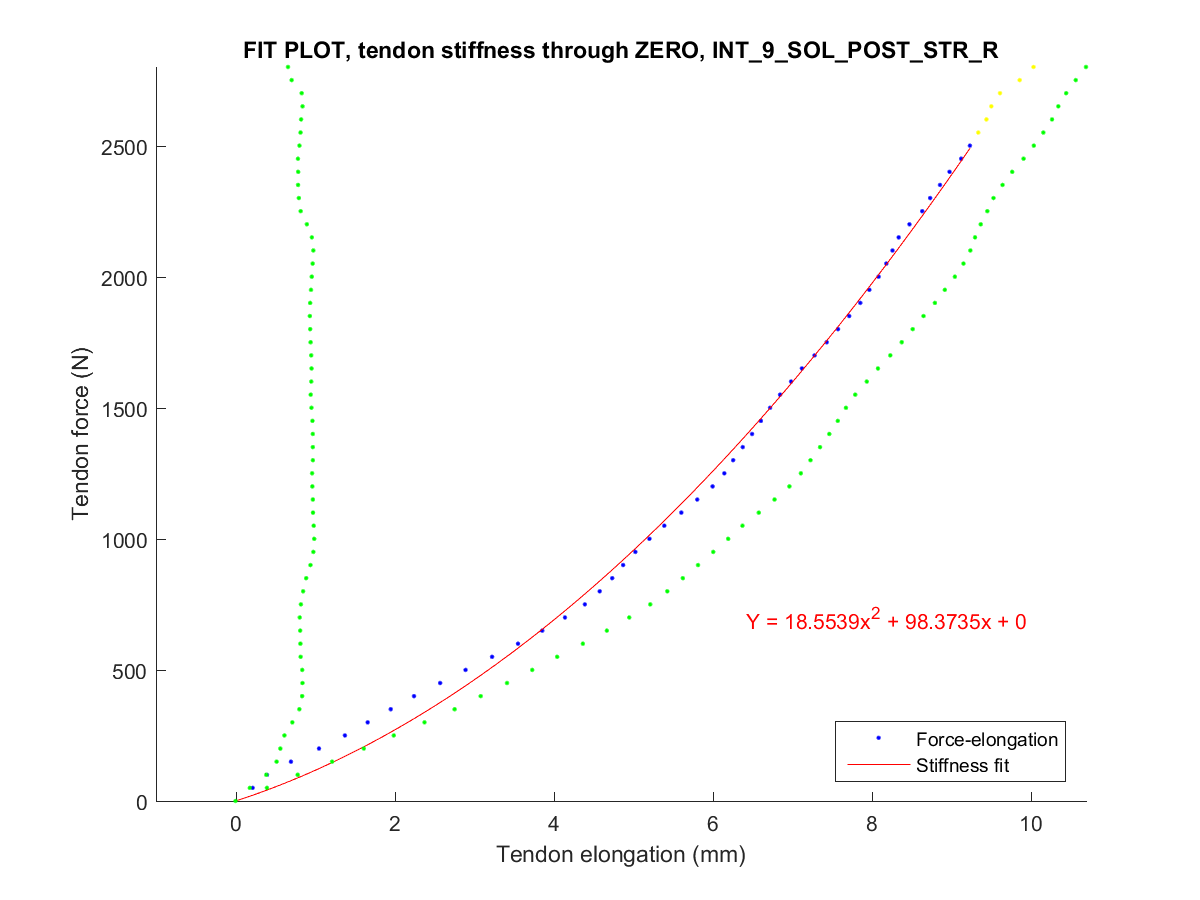 FIT PLOT, tendon stiffness through ZERO, INT_9_SOL_POST_STR_R
2500
2000
1500
1000
500
0
Tendon force (N)
Y = 18.5539x² + 98.3735x + 0
Force-elongation
Stiffness fit
0 2 4 6 8 10
Tendon elongation (mm)